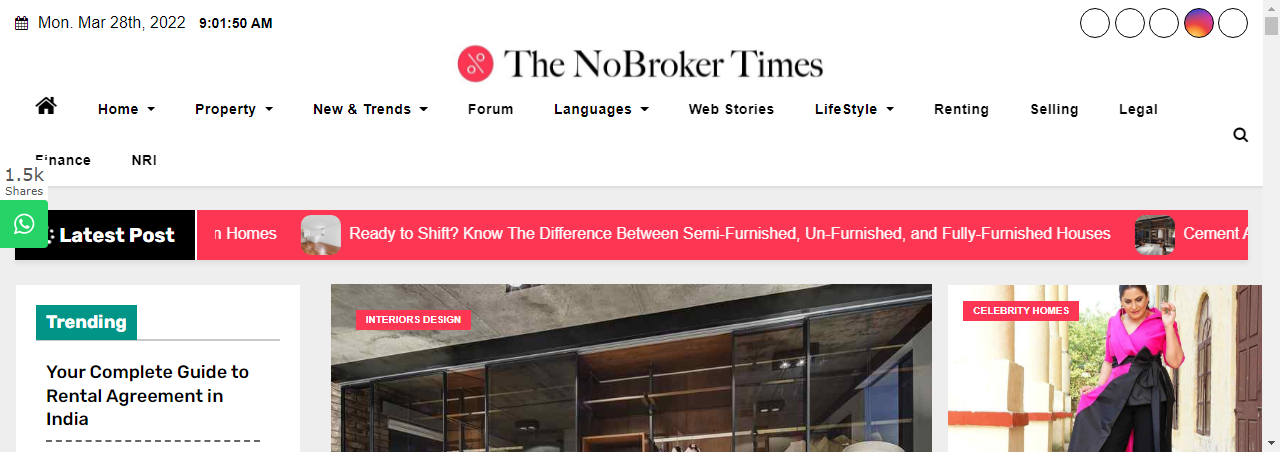 Mon. Mar 28th, 2022 9:01:50 AM
The NoBroker Times
Home Property New & Trends Forum Languages Web Stories LifeStyle Renting Selling Legal
Finance NRI
1.5k
Shares
Latest Post
n Homes Ready to Shift? Know The Difference Between Semi-Furnished, Un-Furnished, and Fully-Furnished Houses Cement A
Trending
Your Complete Guide to
Rental Agreement in
India
INTERIORS DESIGN
CELEBRITY HOMES